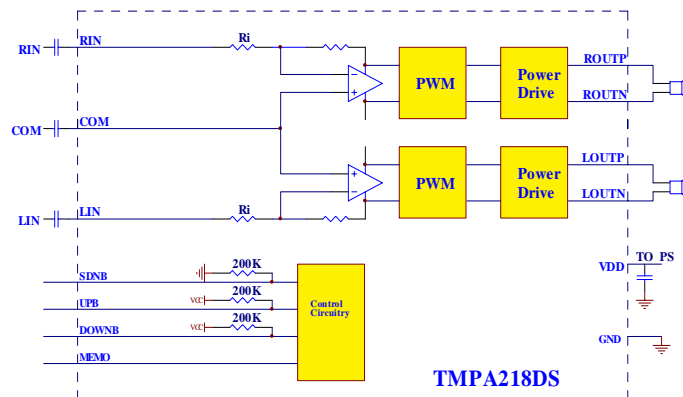 RIN
RIN
Ri
ROUTP
PWM
Power
Drive
ROUTN
COM
COM
LOUTP
PWM
Power
Drive
LOUTN
LIN
LIN
Ri
200K
SDNB
VCC
200K
UPB
VCC
200K
DOWNB
MEMO
Control
Circuitry
VDD
TO PS
GND
TMPA218DS